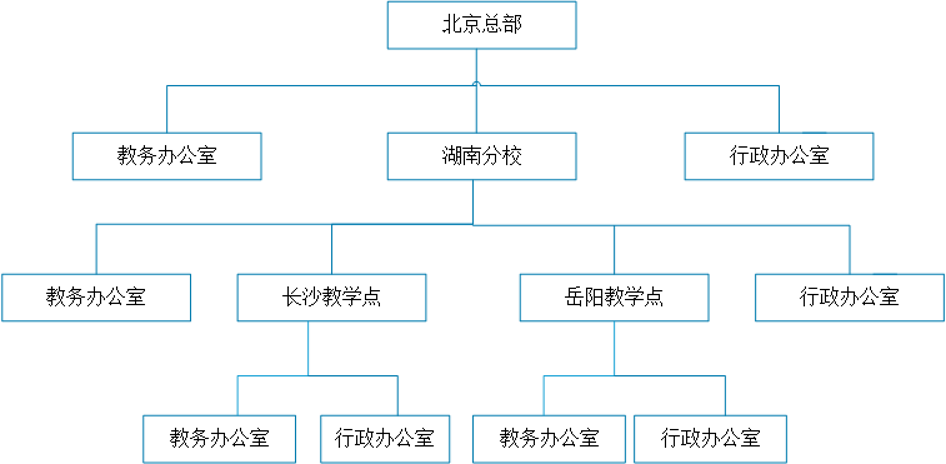 北京总部
教务办公室
湖南分校
行政办公室
教务办公室
长沙教学点
岳阳教学点
行政办公室
教务办公室
行政办公室
教务办公室
行政办公室